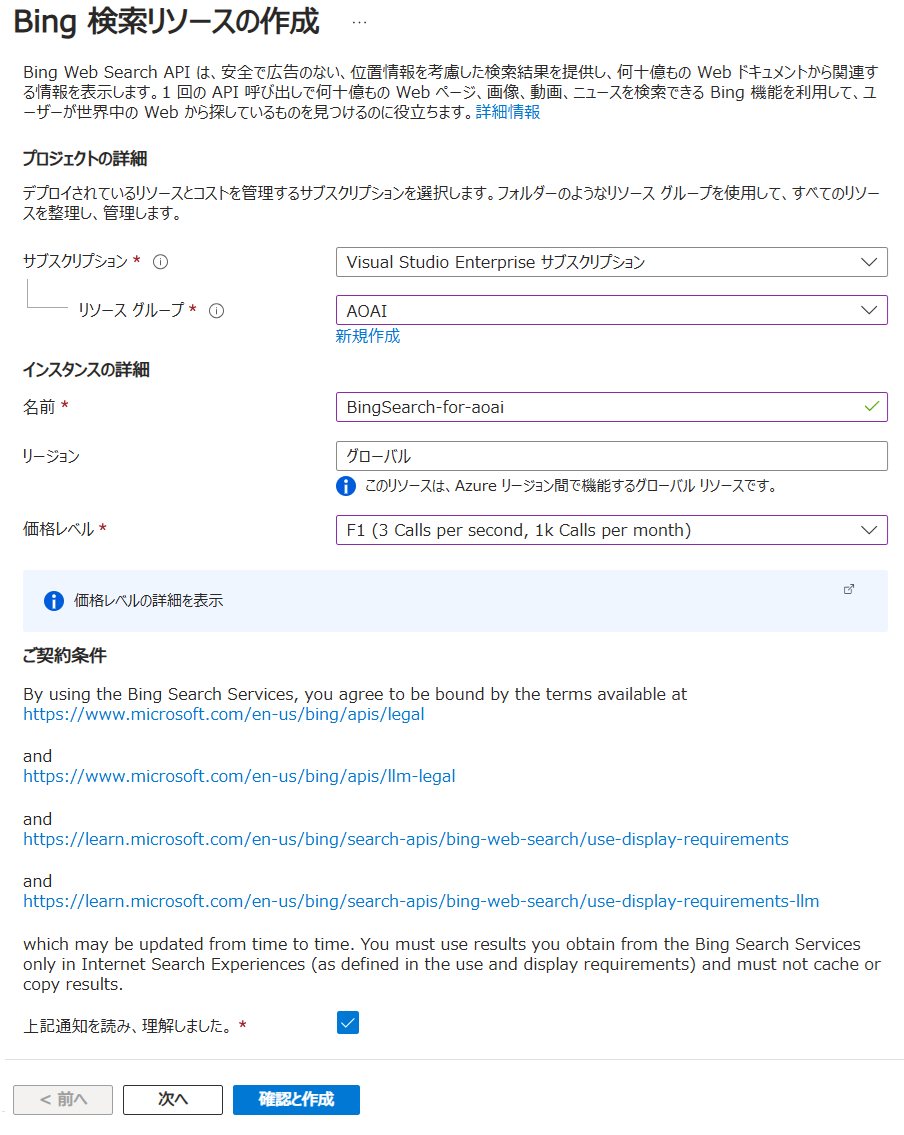 Bing 検索リソースの作成 …
Bing Web Search API は、安全で広告のない、位置情報を考慮した検索結果を提供し、何十億もの Web ドキュメントから関連す
る情報を表示します。1 回の API 呼び出しで何十億もの Web ページ、画像、動画、ニュースを検索できる Bing 機能を利用して、ユ
ーザーが世界中の Web から探しているものを見つけるのに役立ちます。詳細情報
プロジェクトの詳細
デプロイされているリソースとコストを管理するサブスクリプションを選択します。フォルダーのようなリソース グループを使用して、すべてのリソー
スを整理し、管理します。
サブスクリプション *
Visual Studio Enterprise サブスクリプション
リソース グループ *
AOAI
新規作成
インスタンスの詳細
名前 *
BingSearch-for-aoai
リージョン
グローバル
このリソースは、Azure リージョン間で機能するグローバル リソースです。
価格レベル *
F1 (3 Calls per second, 1k Calls per month)
価格レベルの詳細を表示
ご契約条件
By using the Bing Search Services, you agree to be bound by the terms available at
https://www.microsoft.com/en-us/bing/apis/legal
and
https://www.microsoft.com/en-us/bing/apis/llm-legal
and
https://learn.microsoft.com/en-us/bing/search-apis/bing-web-search/use-display-requirements
and
https://learn.microsoft.com/en-us/bing/search-apis/bing-web-search/use-display-requirements-llm
which may be updated from time to time. You must use results you obtain from the Bing Search Services
only in Internet Search Experiences (as defined in the use and display requirements) and must not cache or
copy results.
上記通知を読み、理解しました。 *
< 前へ
次へ
確認と作成